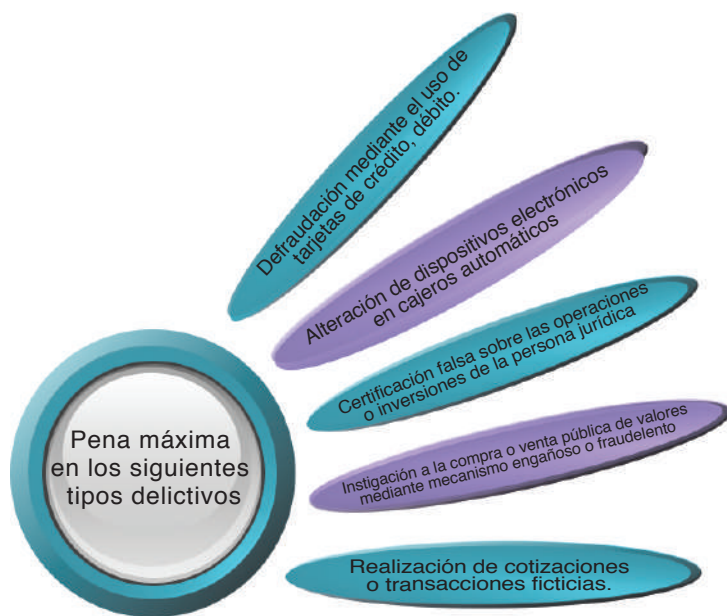 Defraudación mediante el uso de
tarjetas de crédito, débito.
Alteración de dispositivos electrónicos
en cajeros automáticos
Certificación falsa sobre las operaciones
o inversiones de la persona jurídica
Pena máxima
en los siguientes
tipos delictivos
Instigación a la compra o venta pública de valores
mediante mecanismo engañoso o fraudelento
Realización de cotizaciones
o transacciones ficticias.